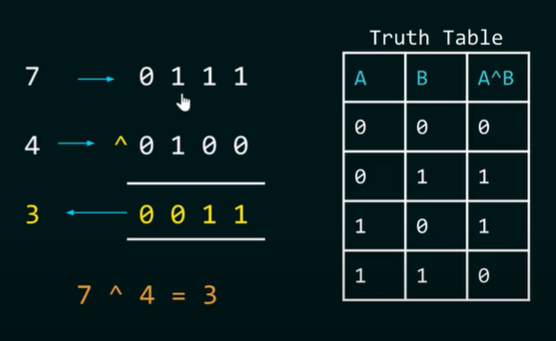 7 → 0 1 1 1
4 → ^ 0 1 0 0
3 ← 0 0 1 1
7 ^ 4 = 3
Truth Table
A B A^B
0 0 0
0 1 1
1 0 1
1 1 0